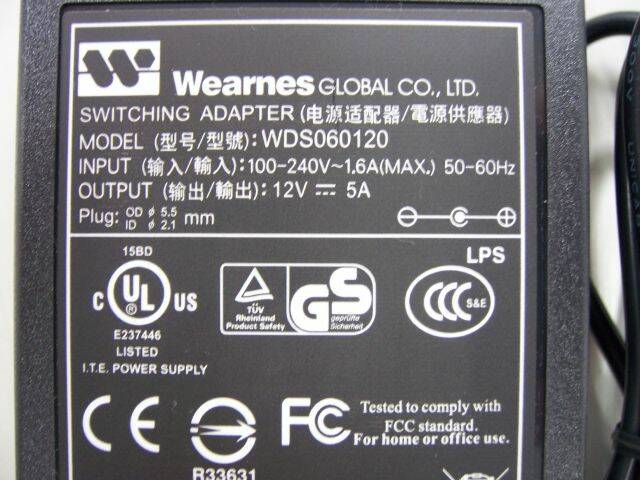 Wearnes GLOBAL CO., LTD.
SWITCHING ADAPTER (电源适配器/電源供應器)
MODEL (型号/型號): WDS060120
INPUT (输入/輸入): 100-240V~1.6A(MAX.) 50-60Hz
OUTPUT (输出/輸出): 12V ⎓ 5A
Plug: OD ø 5.5 mm
ID ø 2.1
15BD
LPS
C UL US
®
TÜV
Rheinland
Product Safety
GS
geprüfte
Sicherheit
CCC S&E
E237446
LISTED
I.T.E. POWER SUPPLY
CE
FC
Tested to comply with
FCC standard.
For home or office use.
R33631